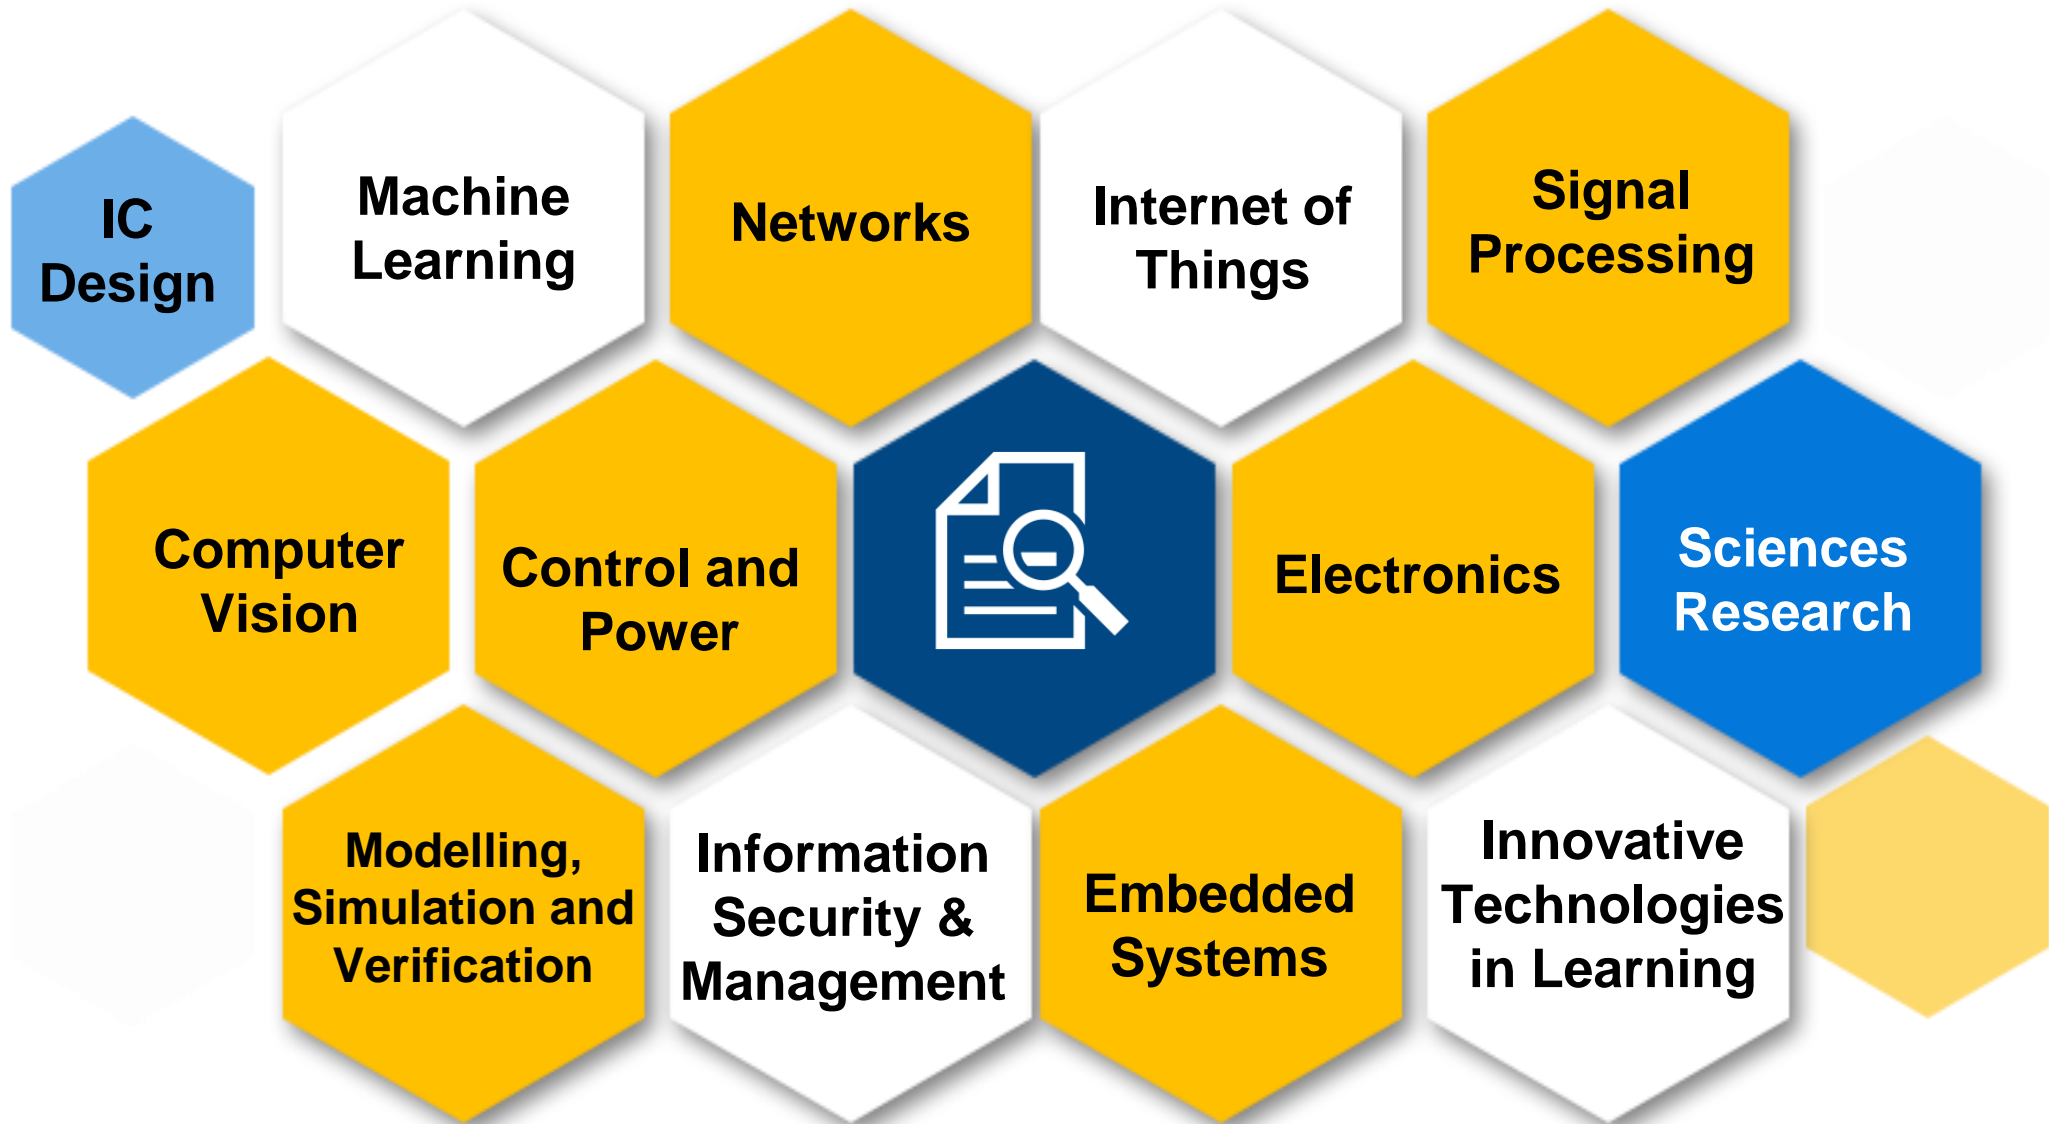 IC
Design
Machine
Learning
Networks
Internet of
Things
Signal
Processing
Computer
Vision
Control and
Power
Electronics
Sciences
Research
Modelling,
Simulation and
Verification
Information
Security &
Management
Embedded
Systems
Innovative
Technologies
in Learning